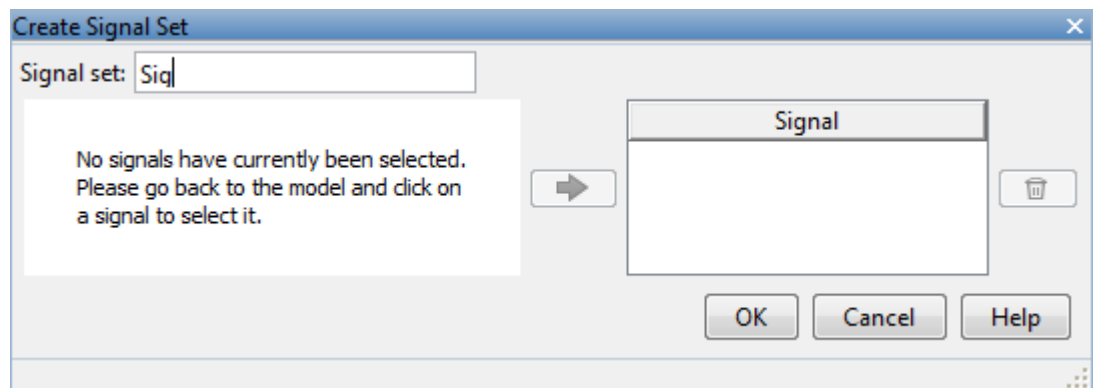 Create Signal Set
Signal set: Sig
No signals have currently been selected.
Please go back to the model and click on
a signal to select it.
Signal
OK Cancel Help